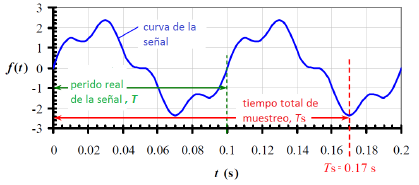 3
curva de la
señal
2
1
f(t)
0
perido real
de la señal, T
-1
tiempo total de
muestreo, Ts
-2
-3
0 0.02 0.04 0.06 0.08 0.1 0.12 0.14 0.16 0.18 0.2
t (s)
Ts = 0.17 s